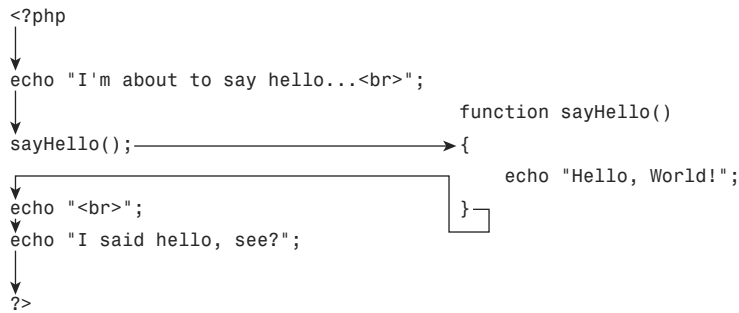 <?php
echo "I'm about to say hello...<br>";
sayHello();
function sayHello()
{
echo "Hello, World!";
}
echo "<br>";
echo "I said hello, see?";
?>